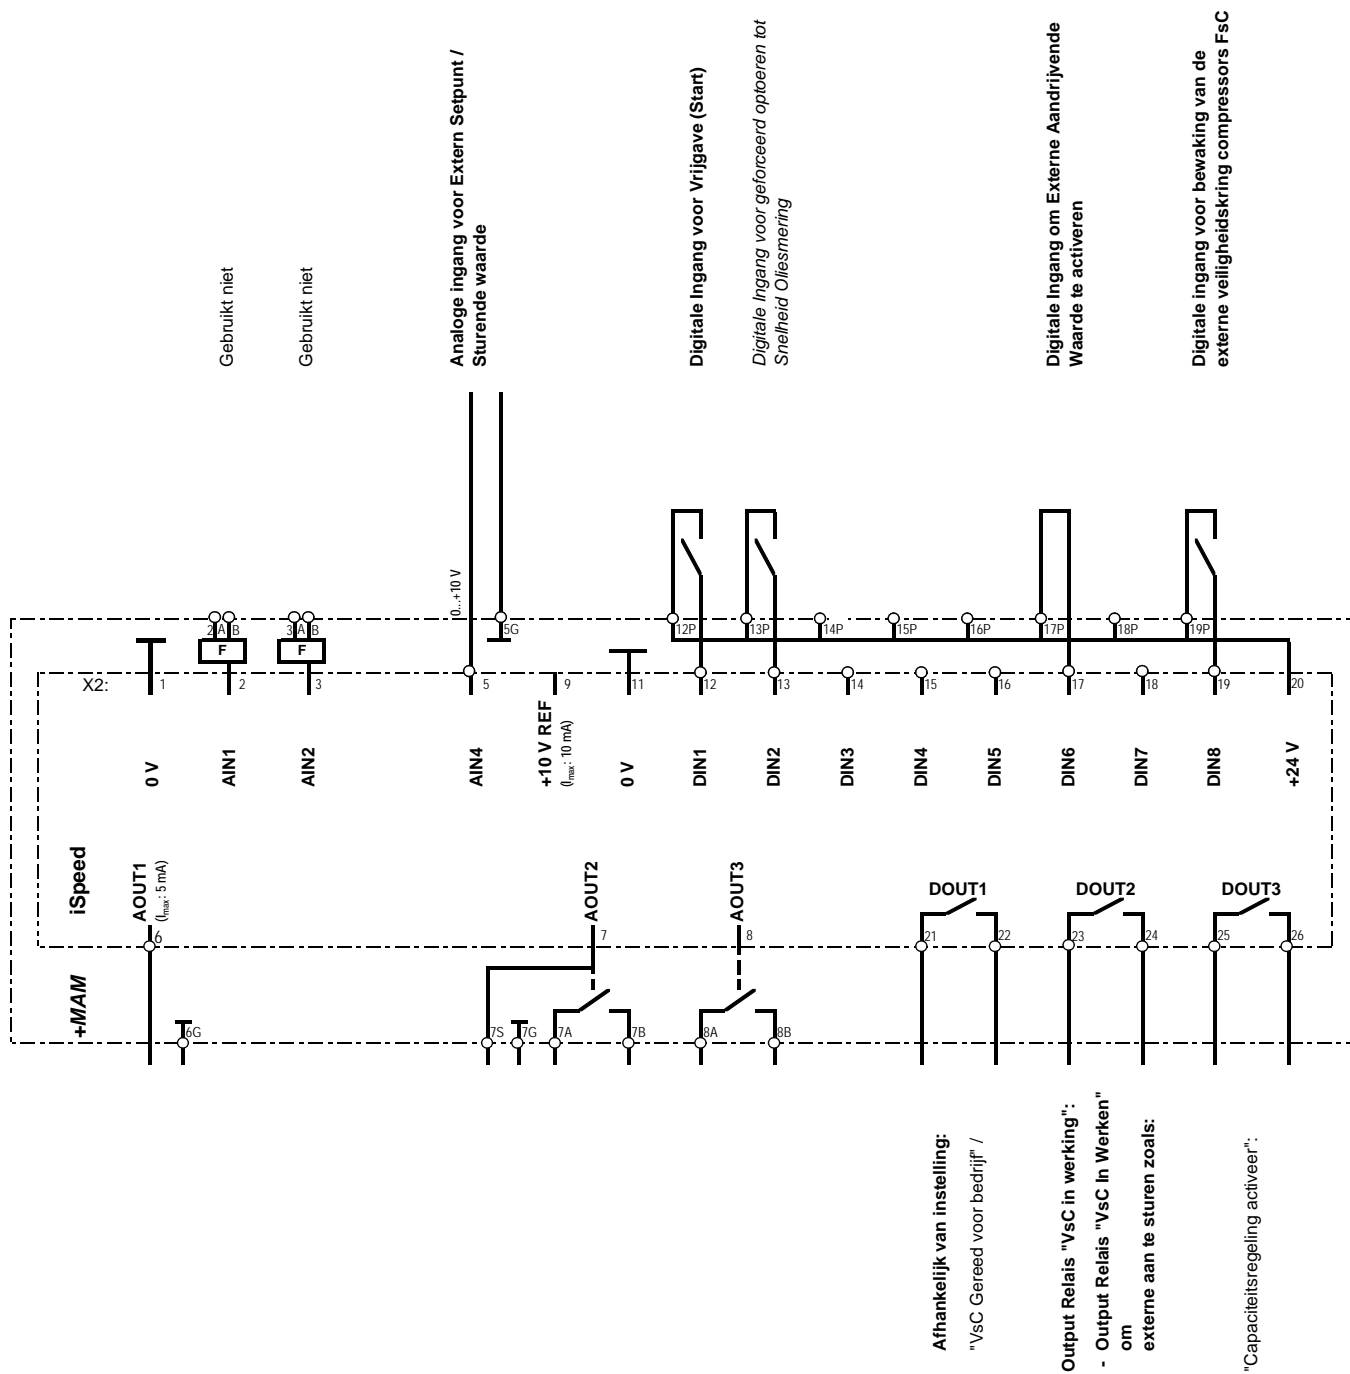 Gebruikt niet
Gebruikt niet
Analoge ingang voor Extern Setpunt /
Sturende waarde
Digitale Ingang voor Vrijgave (Start)
Digitale Ingang voor geforceerd optoeren tot
Snelheid Oliesmering
Digitale Ingang om Externe Aandrijvende
Waarde te activeren
Digitale ingang voor bewaking van de
externe veiligheidskring compressors FsC
0...+10 V
2 A B
3 A B
5G
12P
13P
14P
15P
16P
17P
18P
19P
F
F
X2:
1
2
3
5
9
11
12
13
14
15
16
17
18
19
20
0 V
AIN1
AIN2
AIN4
+10 V REF
(Imax: 10 mA)
0 V
DIN1
DIN2
DIN3
DIN4
DIN5
DIN6
DIN7
DIN8
+24 V
iSpeed
AOUT1
(Imax: 5 mA)
AOUT2
AOUT3
DOUT1
DOUT2
DOUT3
6
7
8
21
22
23
24
25
26
+MAM
6G
7S
7G
7A
7B
8A
8B
Afhankelijk van instelling:
"VsC Gereed voor bedrijf" /
Output Relais "VsC in werking":
- Output Relais "VsC In Werken"
om
externe aan te sturen zoals:
"Capaciteitsregeling activeer":